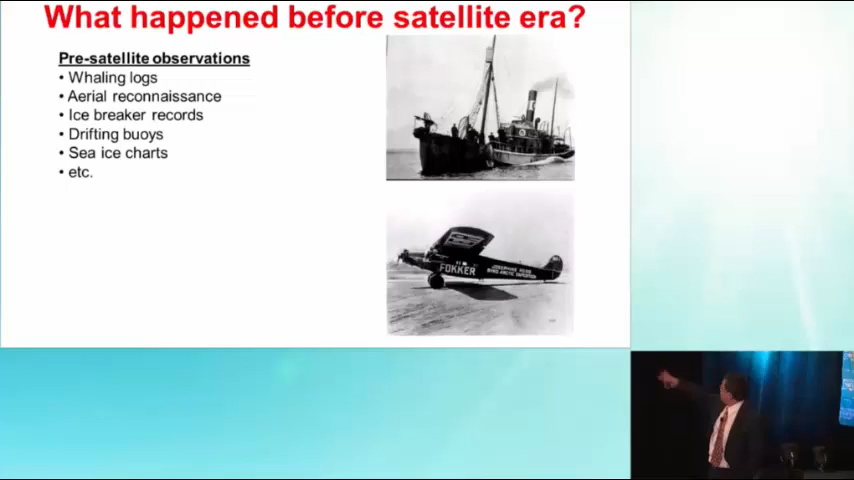 What happened before satellite era?
Pre-satellite observations
• Whaling logs
• Aerial reconnaissance
• Ice breaker records
• Drifting buoys
• Sea ice charts
• etc.
FOKKER